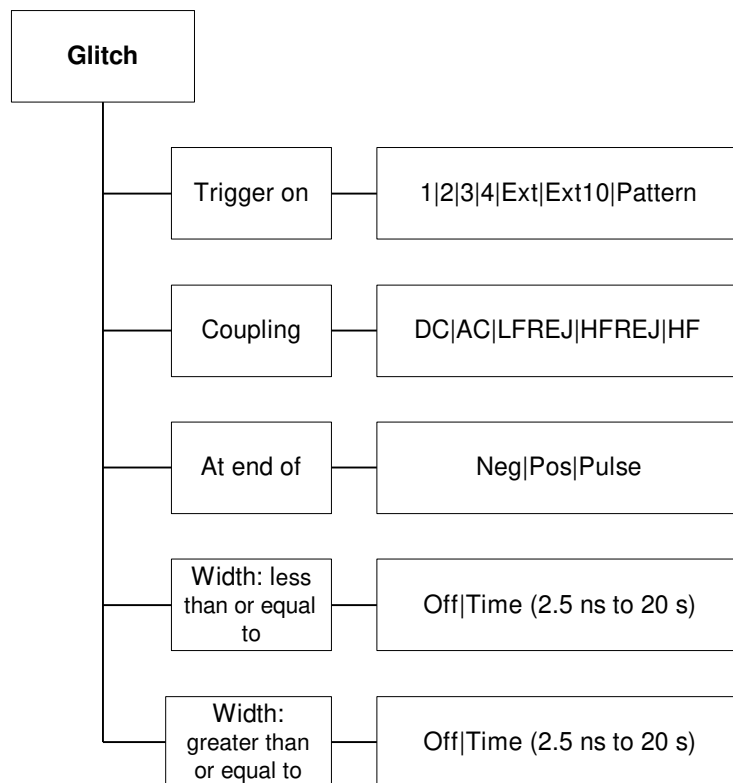 Glitch
Trigger on
1|2|3|4|Ext|Ext10|Pattern
Coupling
DC|AC|LFREJ|HFREJ|HF
At end of
Neg|Pos|Pulse
Width: less
than or equal
to
Off|Time (2.5 ns to 20 s)
Width:
greater than
or equal to
Off|Time (2.5 ns to 20 s)